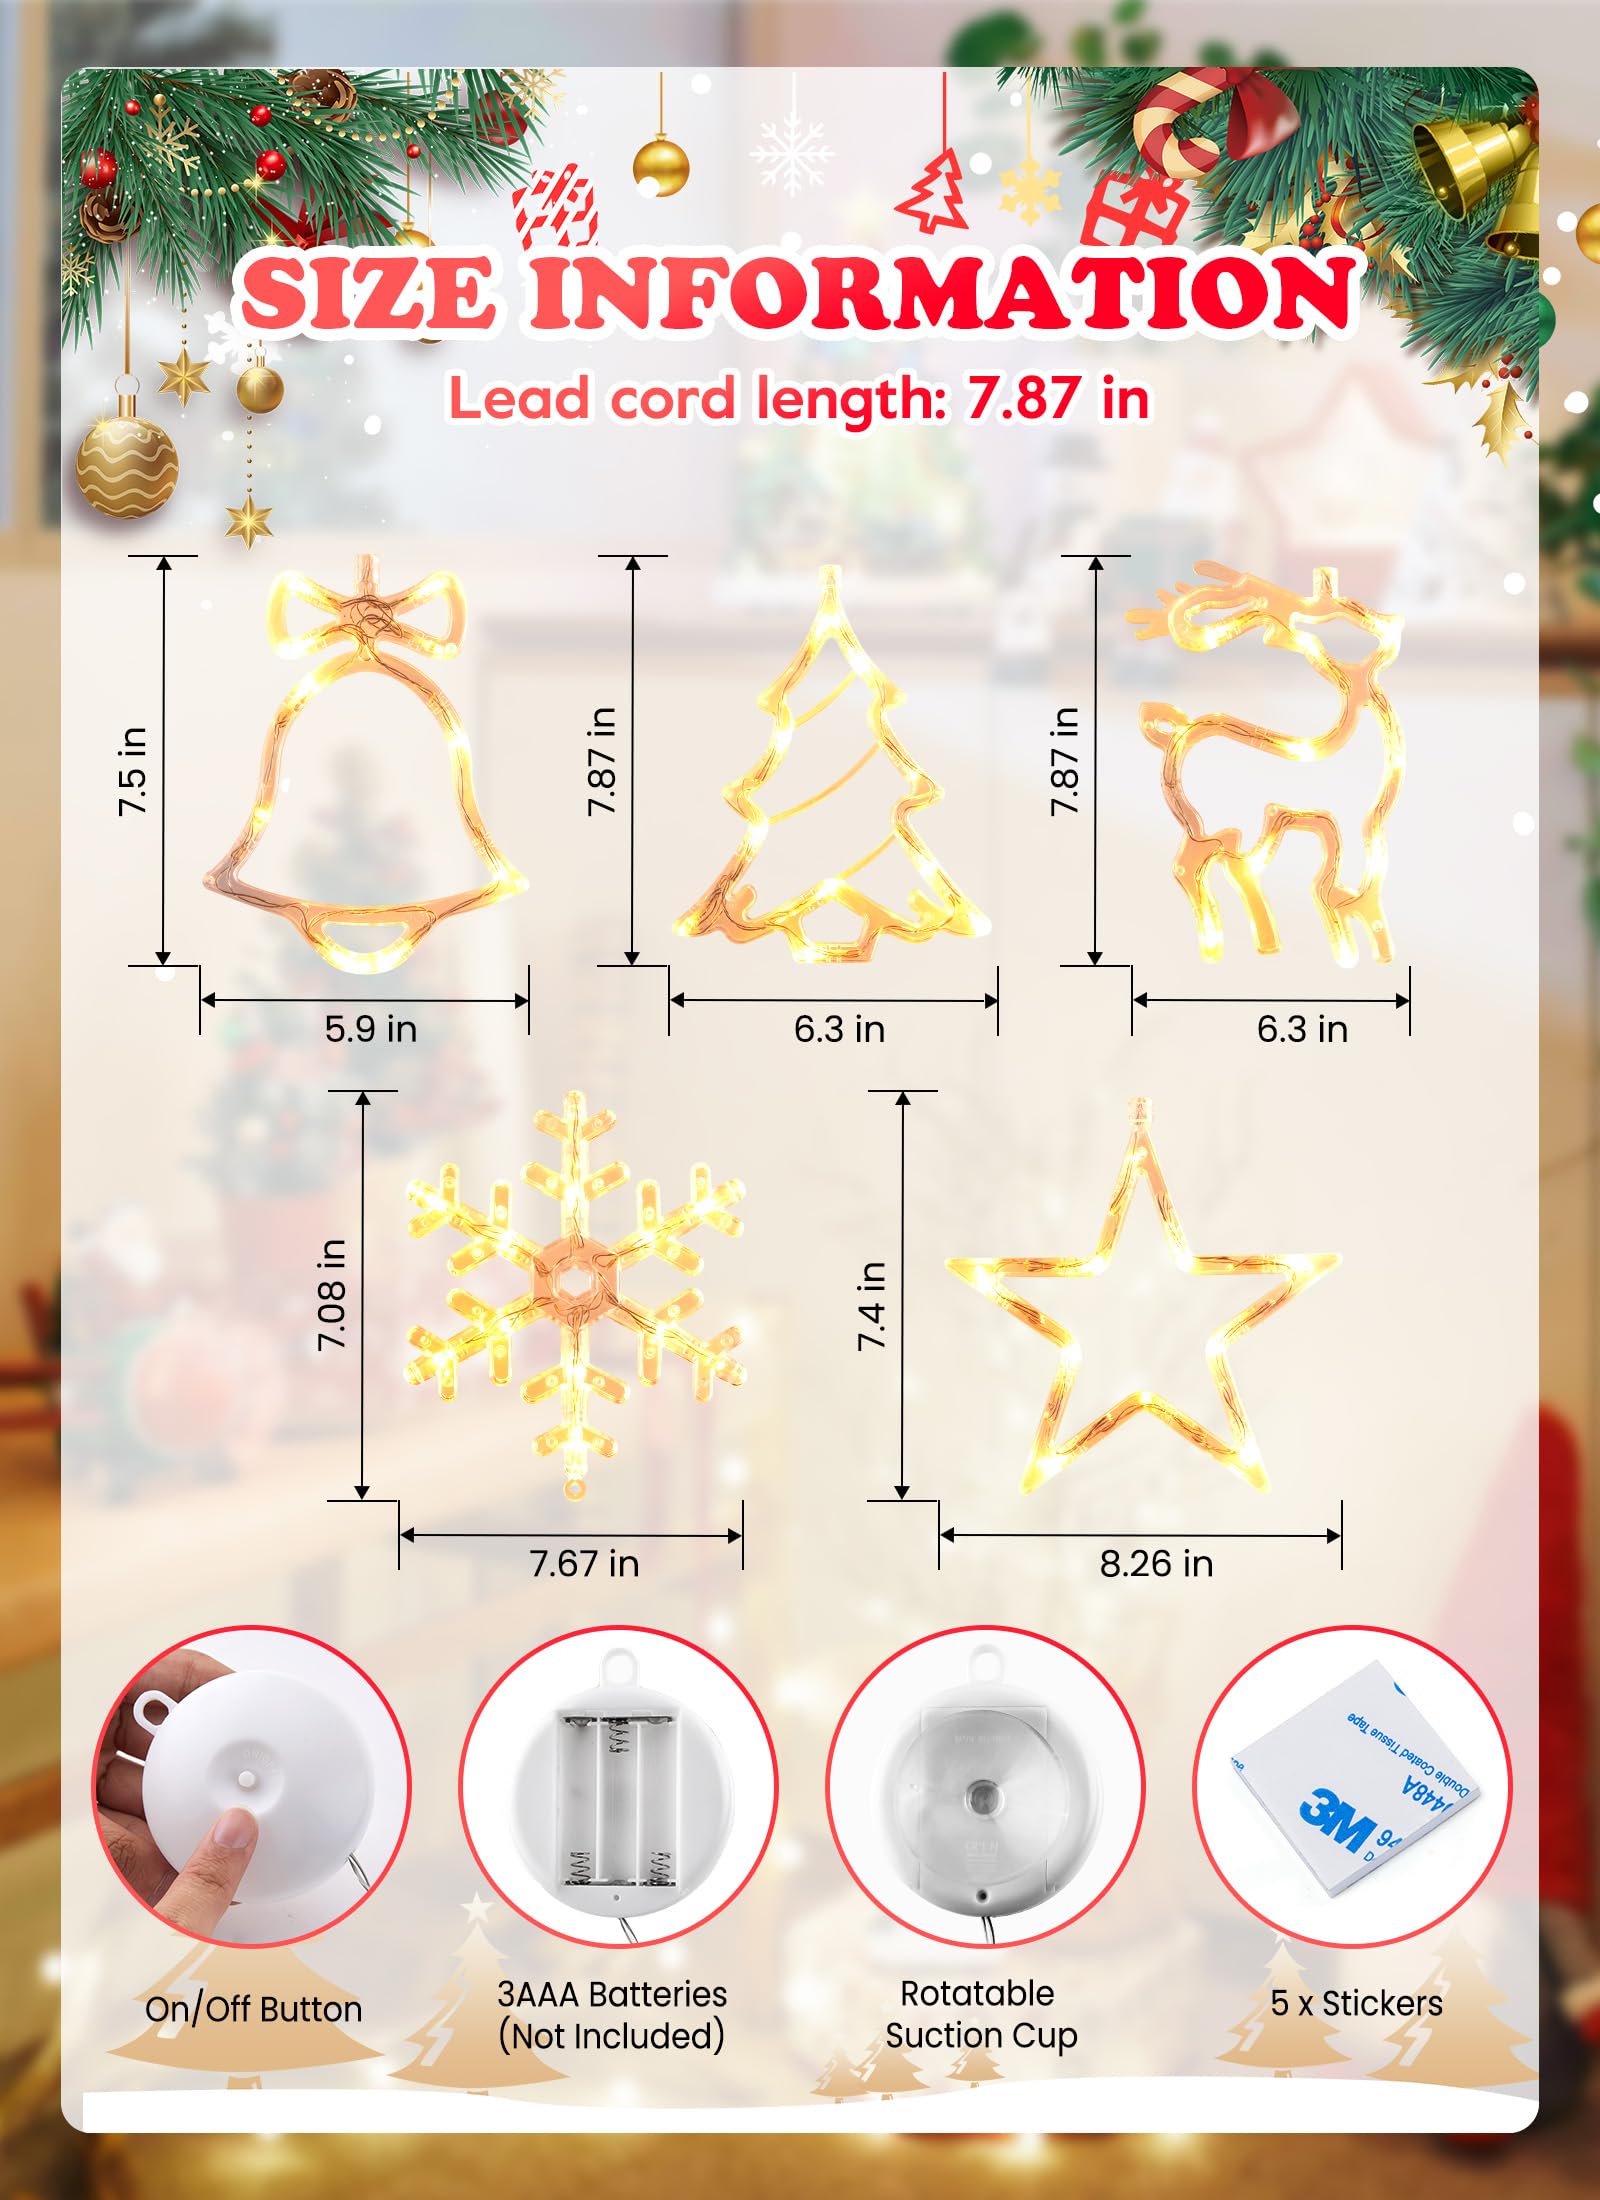 SIZE INFORMATION
Lead cord length: 7.87 in
7.5 in
5.9 in
7.87 in
6.3 in
7.87 in
6.3 in
7.08 in
7.67 in
7.4 in
8.26 in
On/Off Button
3AAA Batteries
(Not Included)
Rotatable
Suction Cup
Double Coated Tissue Tape
3M
5 x Stickers